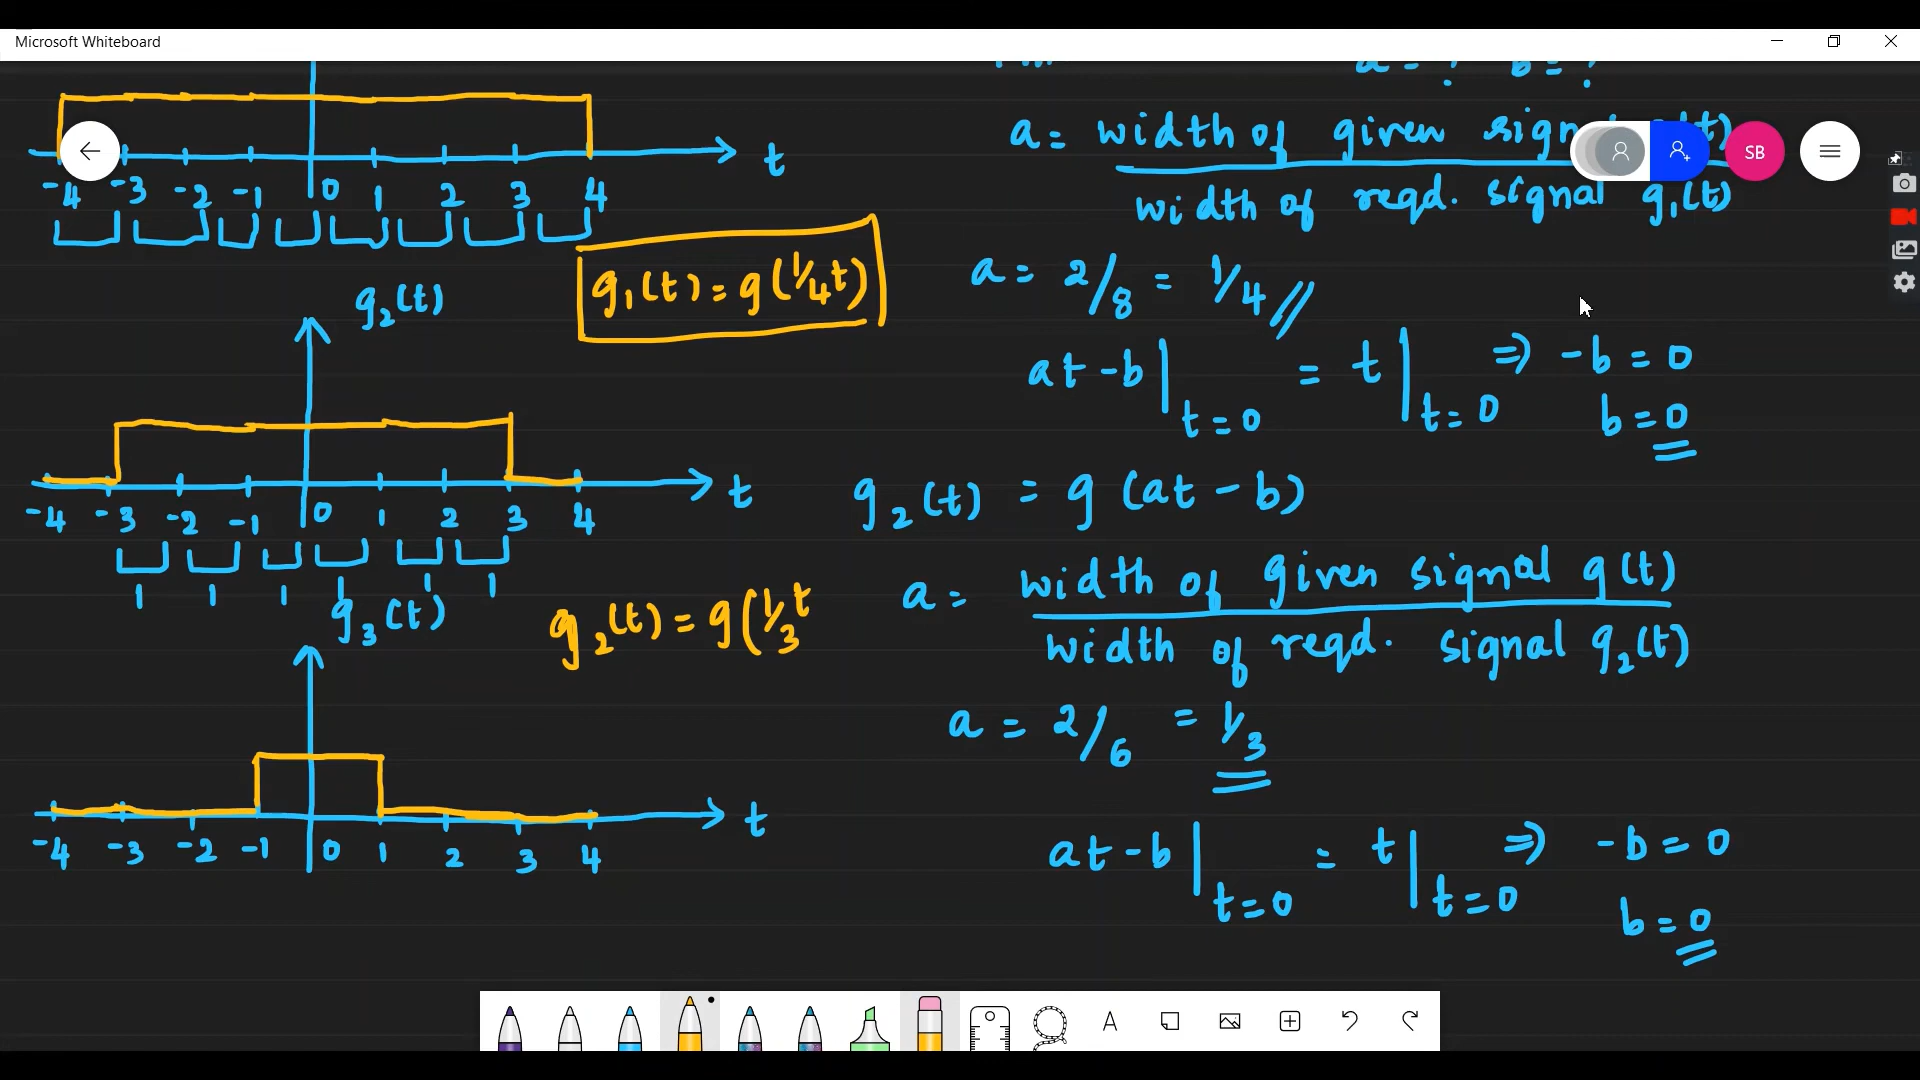 Microsoft Whiteboard
a = ? b = ?
a = width of given sign t)
width of reqd. signal g₁(t)
SB
t
-4 -3 -2 -1 0 1 2 3 4
g₁(t) = g(1/4t)
a = 2/8 = 1/4 //
g₂(t)
at - b |t=0 = t |t=0 ⇒ -b = 0
b = 0
t
-4 -3 -2 -1 0 1 2 3 4
1 1 1 1 1 1
g₂(t) = g(at - b)
a = width of given signal g(t)
width of reqd. signal g₂(t)
g₃(t)
g₂(t) = g(1/3t
a = 2/6 = 1/3
t
-4 -3 -2 -1 0 1 2 3 4
at - b |t=0 = t |t=0 ⇒ -b = 0
b = 0
A